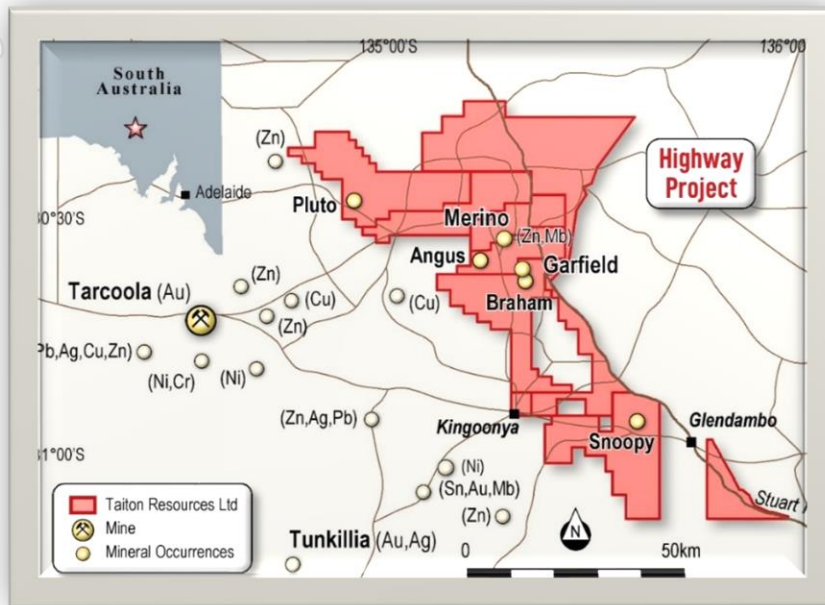 135°00'S
136°00
South
Australia
Adelaide
(Zn)
Highway
Project
Pluto
30°30'S
Merino
(Zn,Mb)
Angus
Garfield
Braham
(Zn)
Tarcoola (Au)
(Cu)
(Cu)
(Zn)
Pb,Ag,Cu,Zn)
(Ni,Cr)
(Ni)
(Zn,Ag,Pb)
Kingoonya
Glendambo
Snoopy
31°00'S
(Ni)
(Sn,Au,Mb)
(Zn)
Stuart
Taiton Resources Ltd
Mine
Mineral Occurrences
Tunkillia (Au,Ag)
N
0
50km